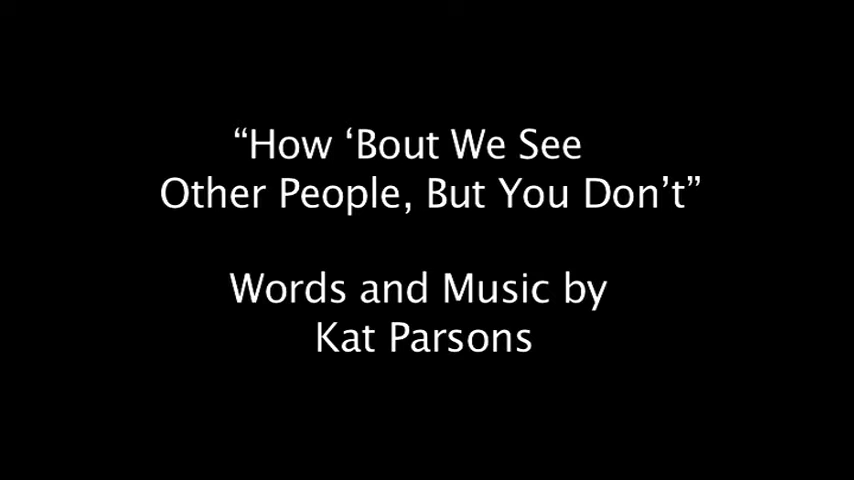 “How ‘Bout We See
Other People, But You Don’t”
Words and Music by
Kat Parsons